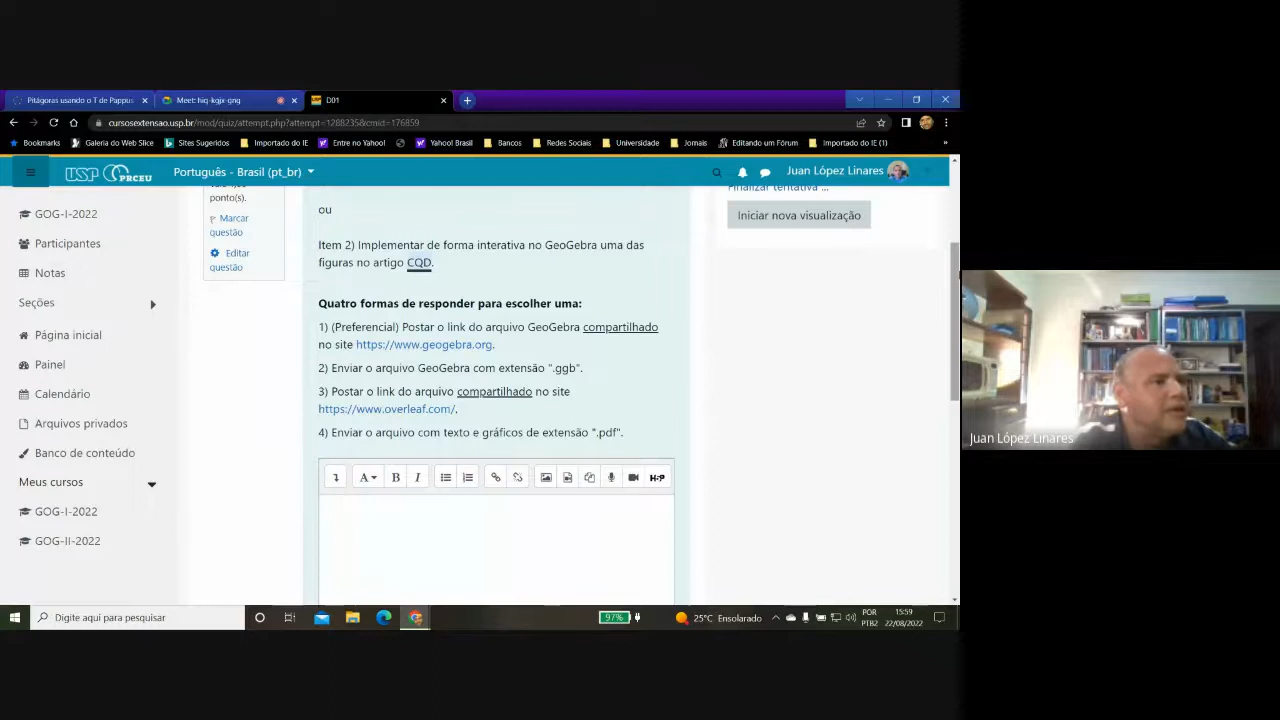 Pitágoras usando o T de Pappus
Meet: hiq-kgjx-gng
D01
cursosextensao.usp.br/mod/quiz/attempt.php?attempt=1288235&cmid=176859
Bookmarks
Galeria do Web Slice
Sites Sugeridos
Importado do IE
Entre no Yahoo!
Yahoo! Brasil
Bancos
Redes Sociais
Universidade
Jornais
Editando um Fórum
Importado do IE (1)
USP PRCEU
Português - Brasil (pt_br)
Juan López Linares
GOG-I-2022
Participantes
Notas
Seções
Página inicial
Painel
Calendário
Arquivos privados
Banco de conteúdo
Meus cursos
GOG-I-2022
GOG-II-2022
ponto(s).
Marcar
questão
Editar
questão
ou
Item 2) Implementar de forma interativa no GeoGebra uma das
figuras no artigo CQD.
Quatro formas de responder para escolher uma:
1) (Preferencial) Postar o link do arquivo GeoGebra compartilhado
no site https://www.geogebra.org.
2) Enviar o arquivo GeoGebra com extensão ".ggb".
3) Postar o link do arquivo compartilhado no site
https://www.overleaf.com/.
4) Enviar o arquivo com texto e gráficos de extensão ".pdf".
A B I
H-P
Finalizar tentativa ...
Iniciar nova visualização
Juan López Linares
Digite aqui para pesquisar
97%
25°C Ensolarado
POR
PTB2
15:59
22/08/2022